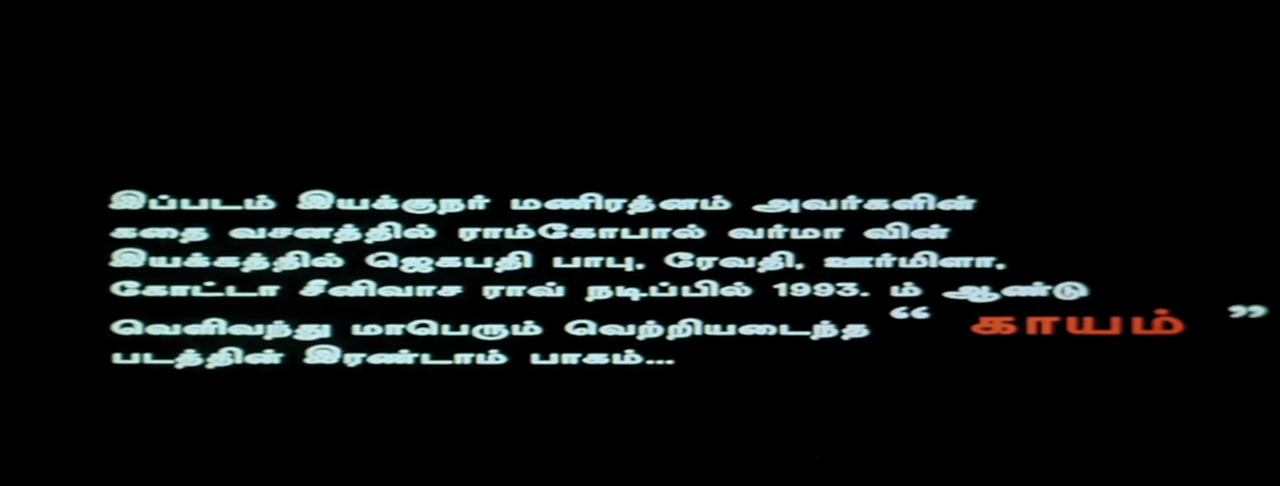 இப்படம் இயக்குநர் மணிரத்னம் அவர்களின்
கதை வசனத்தில் ராம்கோபால் வர்மா வின்
இயக்கத்தில் ஜெகபதி பாபு, ரேவதி, ஊர்மிளா,
கோட்டா சீனிவாச ராவ் நடிப்பில் 1993. ம் ஆண்டு
வெளிவந்து மாபெரும் வெற்றியடைந்த “ காயம் ”
படத்தின் இரண்டாம் பாகம்...